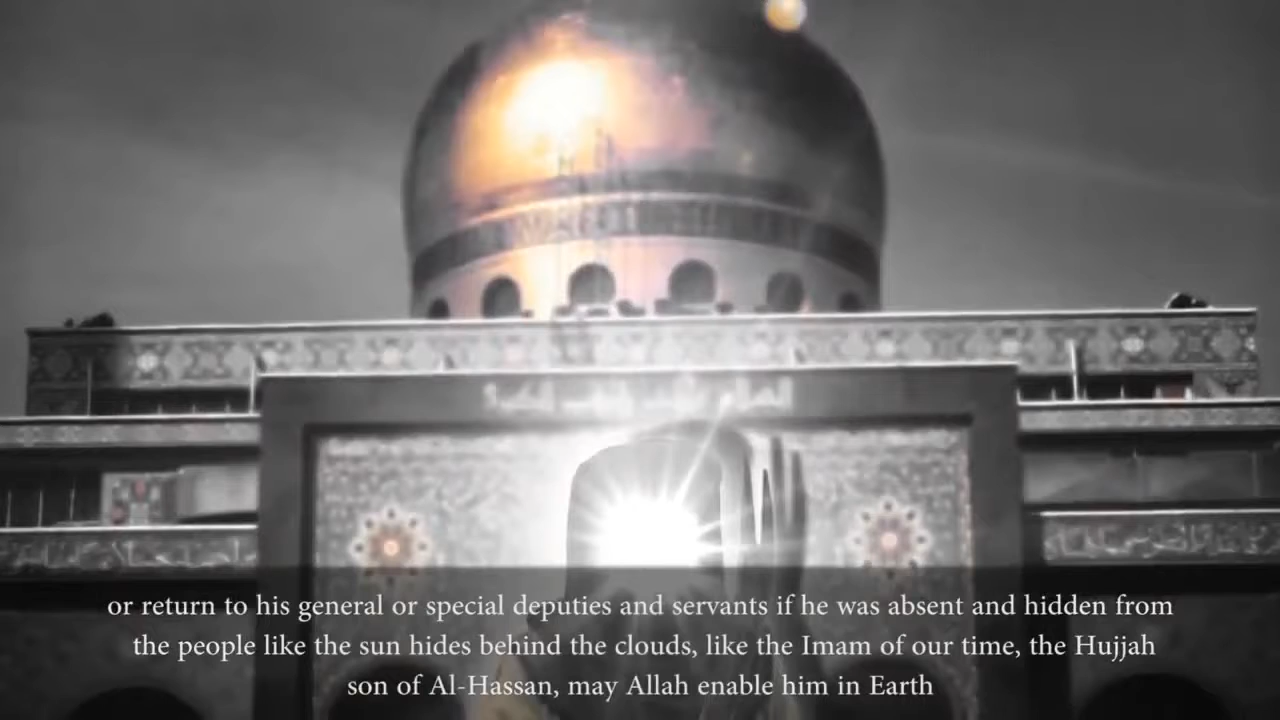 or return to his general or special deputies and servants if he was absent and hidden from
the people like the sun hides behind the clouds, like the Imam of our time, the Hujjah
son of Al-Hassan, may Allah enable him in Earth